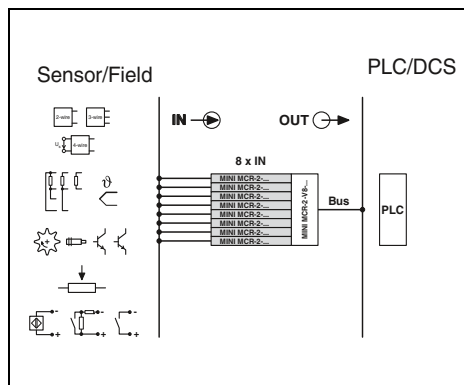 Sensor/Field
PLC/DCS
2-wire
3-wire
4-wire
IN
OUT
8 x IN
ϑ
MINI MCR-2-...
MINI MCR-2-...
MINI MCR-2-...
MINI MCR-2-...
MINI MCR-2-...
MINI MCR-2-...
MINI MCR-2-...
MINI MCR-2-...
MINI MCR-2-V8-...
Bus
PLC
- + - + - +